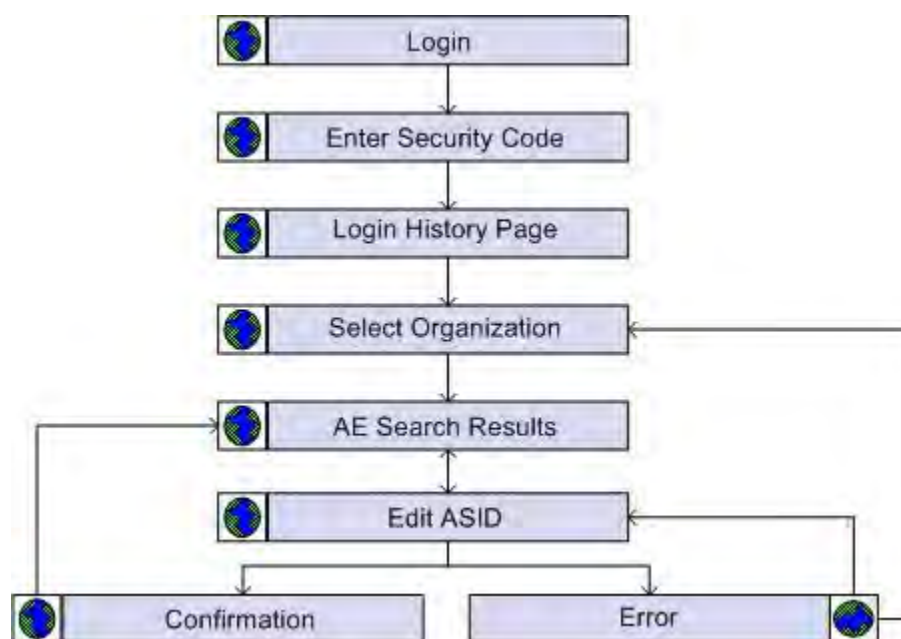 Login
Enter Security Code
Login History Page
Select Organization
AE Search Results
Edit ASID
Confirmation
Error